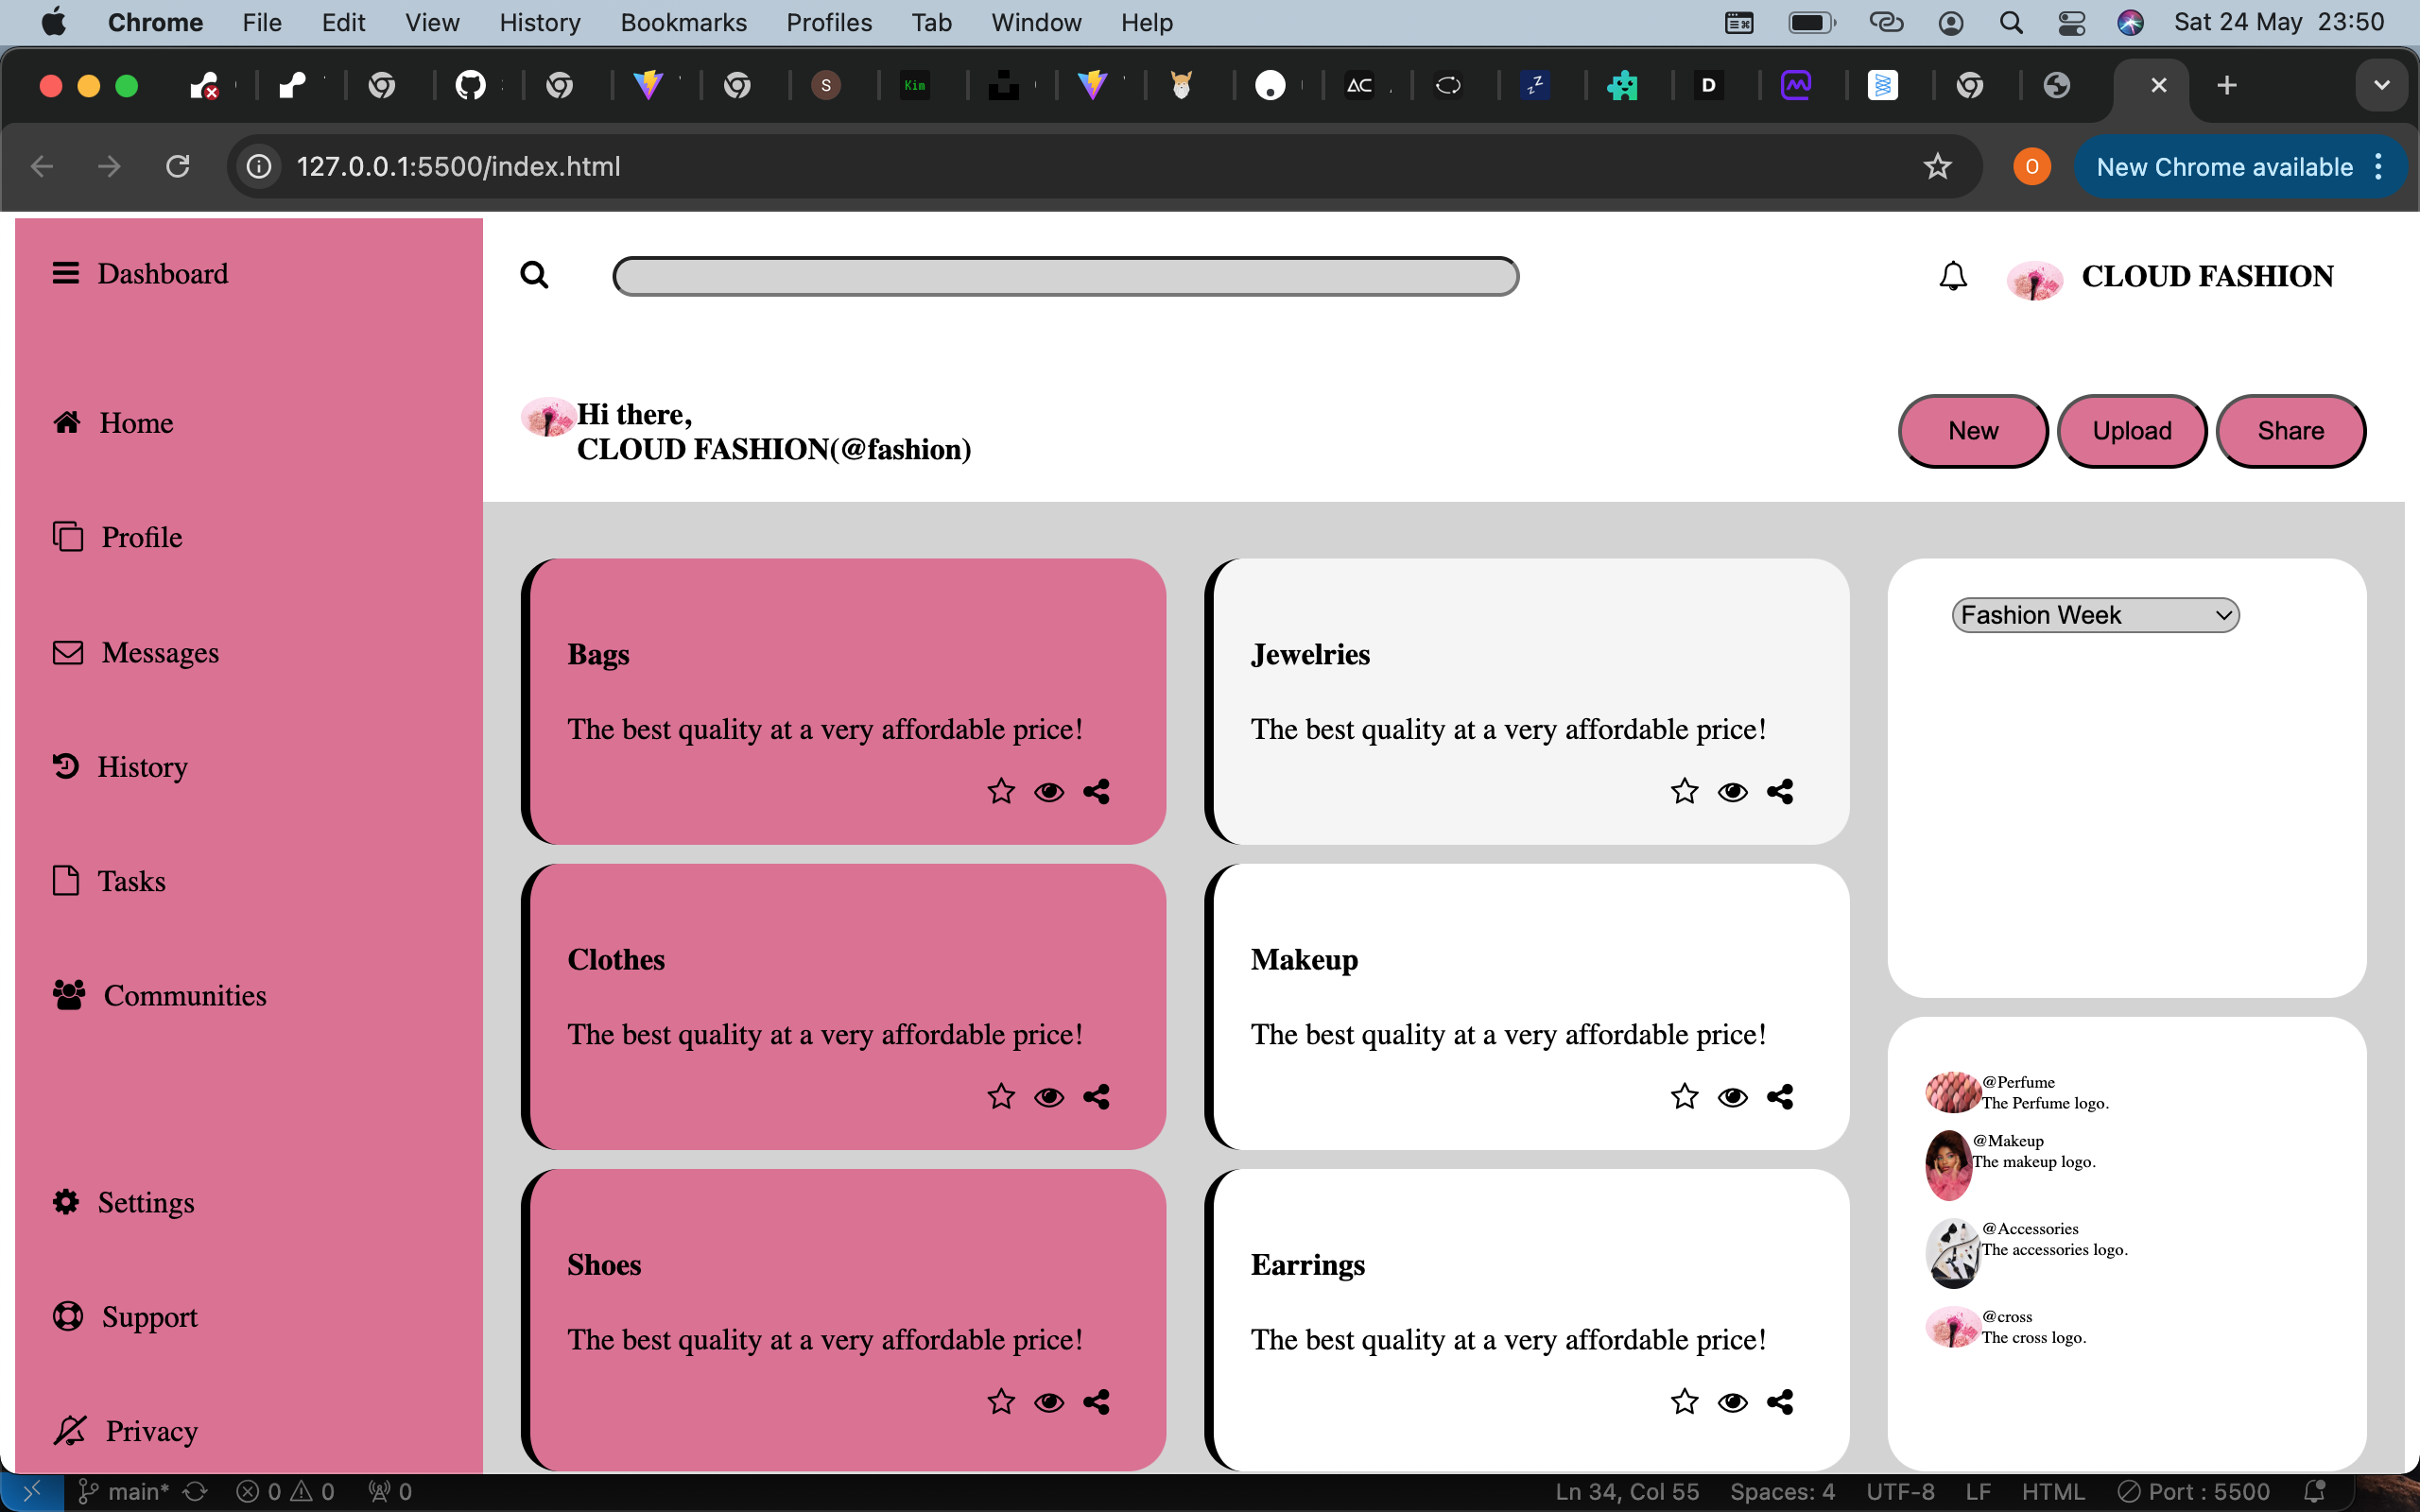 Chrome File Edit View History Bookmarks Profiles Tab Window Help Sat 24 May 23:50
S Kim AC zz D
127.0.0.1:5500/index.html O New Chrome available
Dashboard
CLOUD FASHION
Home
Profile
Messages
History
Tasks
Communities
Settings
Support
Privacy
Hi there,
CLOUD FASHION(@fashion)
New Upload Share
Bags
The best quality at a very affordable price!
Jewelries
The best quality at a very affordable price!
Clothes
The best quality at a very affordable price!
Makeup
The best quality at a very affordable price!
Shoes
The best quality at a very affordable price!
Earrings
The best quality at a very affordable price!
Fashion Week
@Perfume
The Perfume logo.
@Makeup
The makeup logo.
@Accessories
The accessories logo.
@cross
The cross logo.
main* 0 0 0 Ln 34, Col 55 Spaces: 4 UTF-8 LF HTML Port : 5500